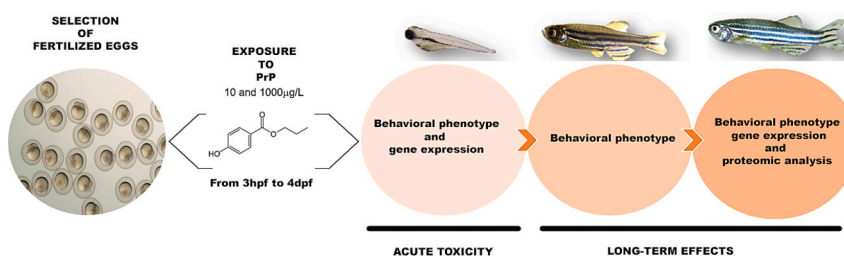 SELECTION
OF
FERTILIZED EGGS
EXPOSURE
TO
PrP
10 and 1000µg/L
O
O
HO
From 3hpf to 4dpf
Behavioral phenotype
and
gene expression
Behavioral phenotype
Behavioral phenotype
gene expression
and
proteomic analysis
ACUTE TOXICITY
LONG-TERM EFFECTS